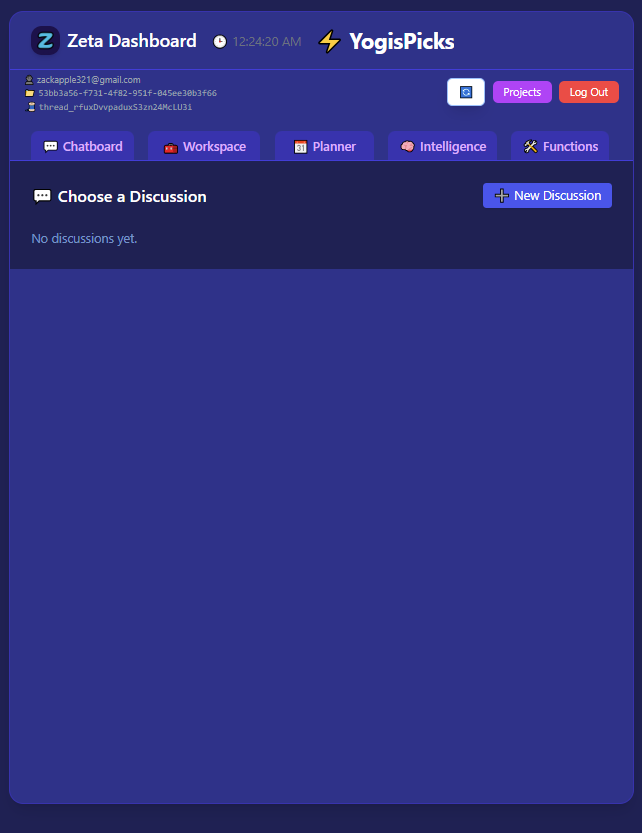 Z Zeta Dashboard 12:24:20 AM ⚡ YogisPicks
zackapple321@gmail.com
53bb3a56-f731-4f82-951f-045ee30b3f66
thread_rfuxDvvpaduxS3zn24McLU3i
Projects
Log Out
Chatboard
Workspace
Planner
Intelligence
Functions
Choose a Discussion
New Discussion
No discussions yet.